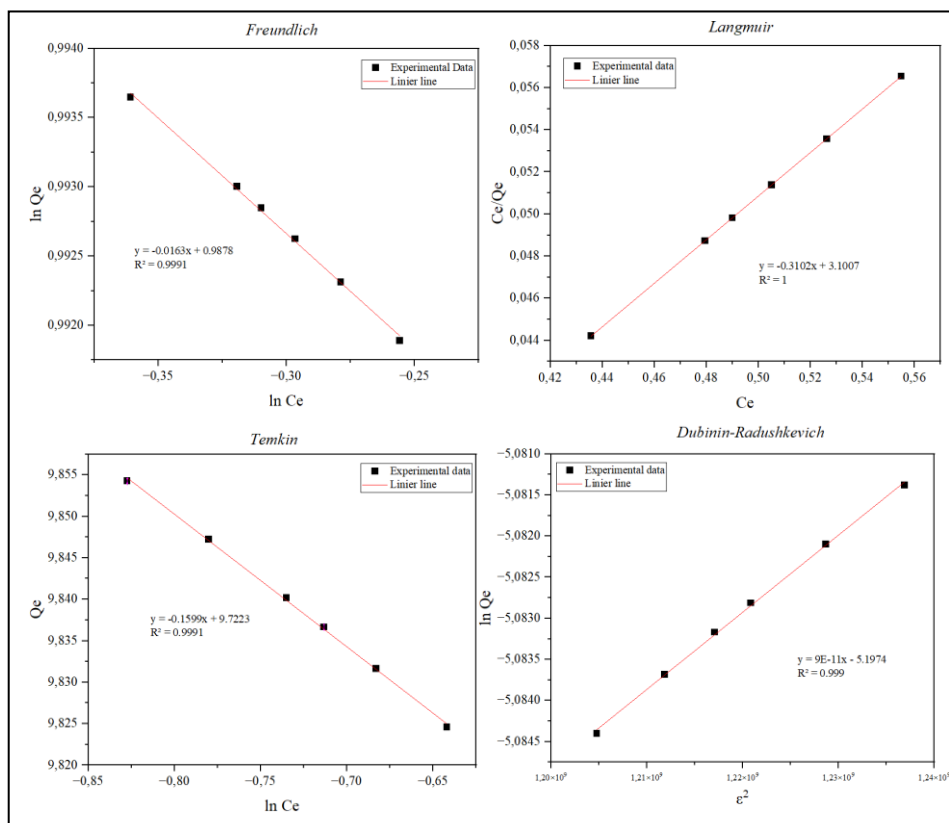 Freundlich
0,9940
0,9935
0,9930
0,9925
0,9920
ln Qe
Experimental Data
Linier line
y = -0.0163x + 0.9878
R² = 0.9991
−0,35
−0,30
−0,25
ln Ce
Langmuir
0,058
0,056
0,054
0,052
0,050
0,048
0,046
0,044
Ce/Qe
Experimental data
Linier line
y = -0.3102x + 3.1007
R² = 1
0,42
0,44
0,46
0,48
0,50
0,52
0,54
0,56
Ce
Temkin
9,855
9,850
9,845
9,840
9,835
9,830
9,825
9,820
Qe
Experimental data
Linier line
y = -0.1599x + 9.7223
R² = 0.9991
−0,85
−0,80
−0,75
−0,70
−0,65
ln Ce
Dubinin-Radushkevich
−5,0810
−5,0815
−5,0820
−5,0825
−5,0830
−5,0835
−5,0840
−5,0845
ln Qe
Experimental data
Linier line
y = 9E-11x - 5.1974
R² = 0.999
1,20×10⁹
1,21×10⁹
1,22×10⁹
1,23×10⁹
1,24×10⁹
ε²